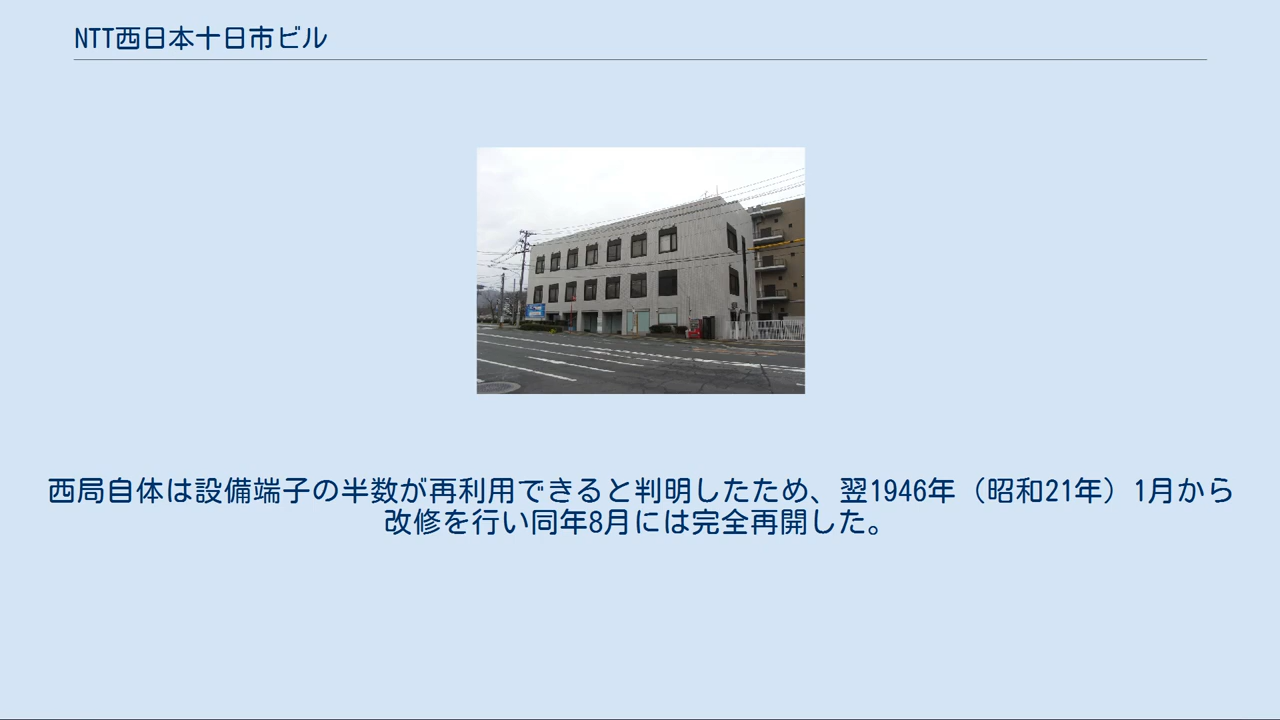 NTT西日本十日市ビル
西局自体は設備端子の半数が再利用できると判明したため、翌1946年（昭和21年）1月から
改修を行い同年8月には完全再開した。